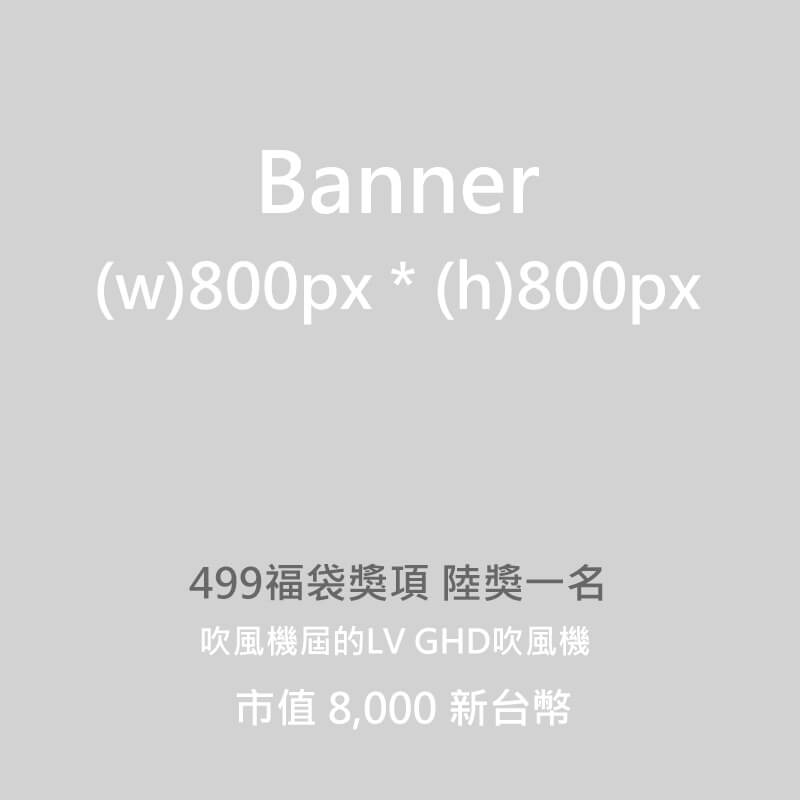 Banner
(w)800px * (h)800px
499福袋獎項 陸獎一名
吹風機屆的LV GHD吹風機
市值 8,000 新台幣